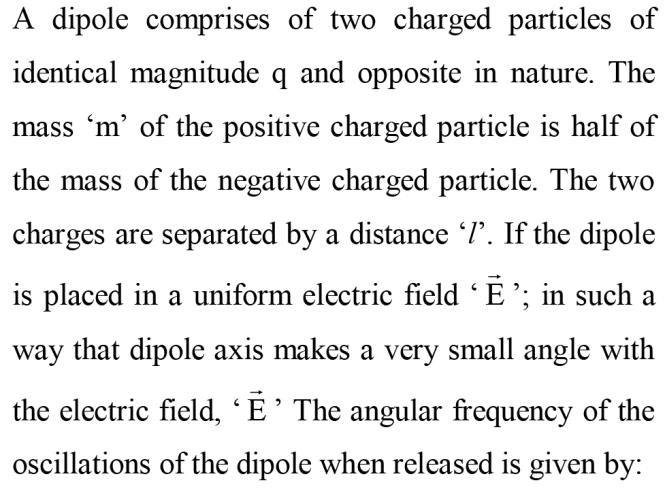 A dipole comprises of two charged particles of
identical magnitude q and opposite in nature. The
mass ‘m’ of the positive charged particle is half of
the mass of the negative charged particle. The two
charges are separated by a distance ‘l’. If the dipole
is placed in a uniform electric field ‘ E⃗ ’; in such a
way that dipole axis makes a very small angle with
the electric field, ‘ E⃗ ’ The angular frequency of the
oscillations of the dipole when released is given by: